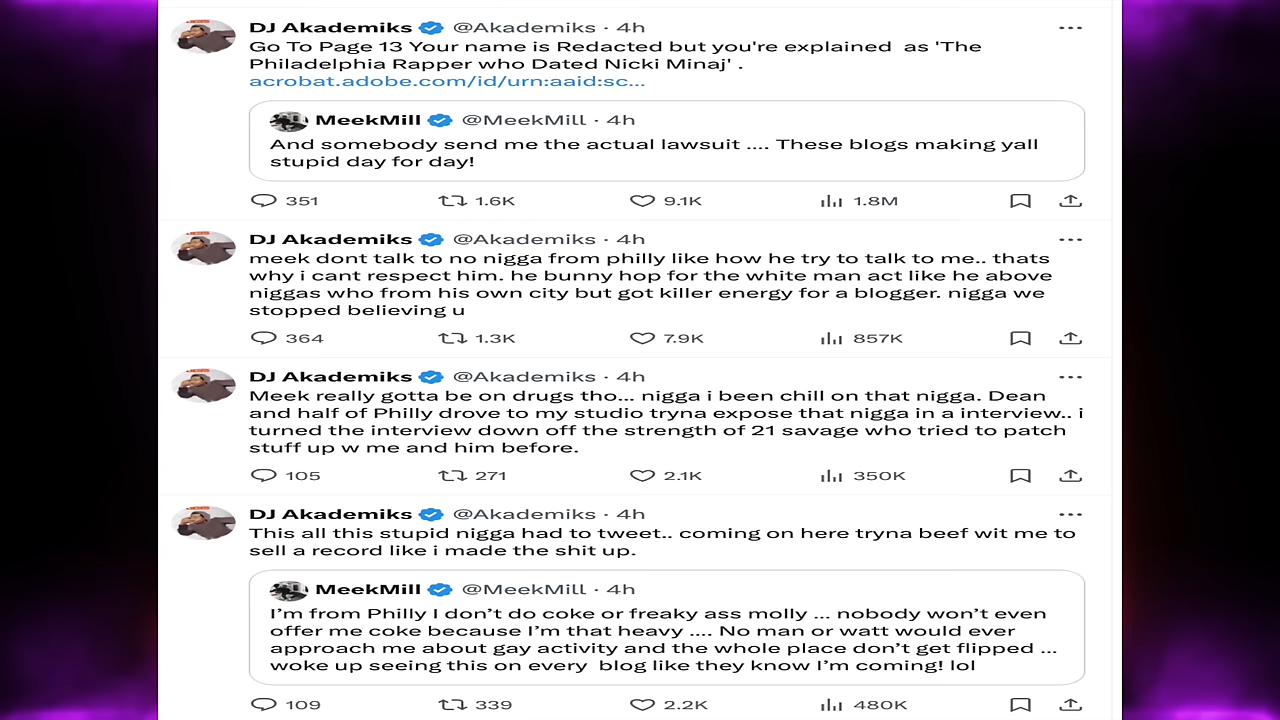 DJ Akademiks @Akademiks · 4h
Go To Page 13 Your name is Redacted but you're explained as 'The
Philadelphia Rapper who Dated Nicki Minaj' .
acrobat.adobe.com/id/urn:aaid:sc...
MeekMill @MeekMill · 4h
And somebody send me the actual lawsuit .... These blogs making yall
stupid day for day!
351 1.6K 9.1K 1.8M
DJ Akademiks @Akademiks · 4h
meek dont talk to no nigga from philly like how he try to talk to me.. thats
why i cant respect him. he bunny hop for the white man act like he above
niggas who from his own city but got killer energy for a blogger. nigga we
stopped believing u
364 1.3K 7.9K 857K
DJ Akademiks @Akademiks · 4h
Meek really gotta be on drugs tho... nigga i been chill on that nigga. Dean
and half of Philly drove to my studio tryna expose that nigga in a interview.. i
turned the interview down off the strength of 21 savage who tried to patch
stuff up w me and him before.
105 271 2.1K 350K
DJ Akademiks @Akademiks · 4h
This all this stupid nigga had to tweet.. coming on here tryna beef wit me to
sell a record like i made the shit up.
MeekMill @MeekMill · 4h
I'm from Philly I don't do coke or freaky ass molly ... nobody won't even
offer me coke because I'm that heavy .... No man or watt would ever
approach me about gay activity and the whole place don't get flipped ...
woke up seeing this on every blog like they know I'm coming! lol
109 339 2.2K 480K